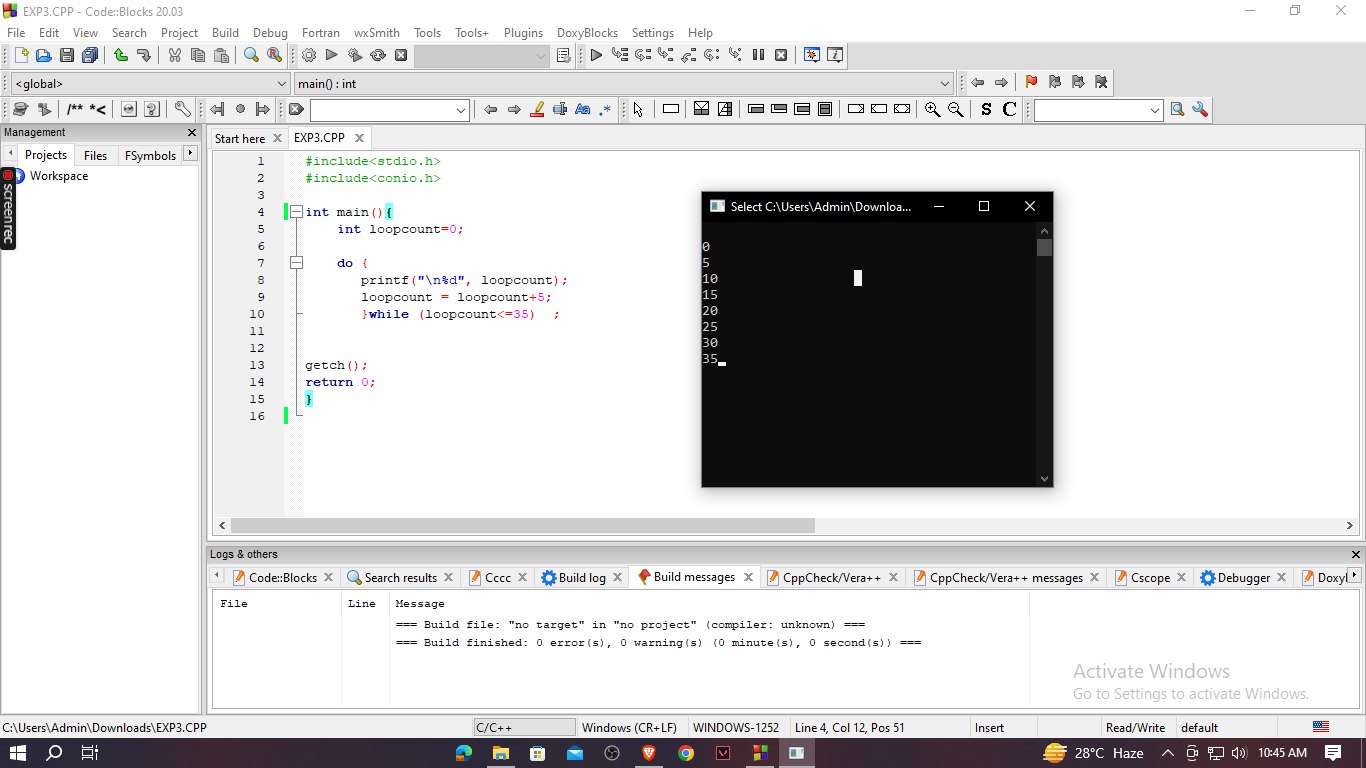 EXP3.CPP - Code::Blocks 20.03
File Edit View Search Project Build Debug Fortran wxSmith Tools Tools+ Plugins DoxyBlocks Settings Help
<global> main() : int
/** *< Aa .* S C
Management
Projects Files FSymbols
Workspace
screenrec
Start here EXP3.CPP
1 #include<stdio.h>
2 #include<conio.h>
3
4 int main(){
5 int loopcount=0;
6
7 do {
8 printf("\n%d", loopcount);
9 loopcount = loopcount+5;
10 }while (loopcount<=35) ;
11
12
13 getch();
14 return 0;
15 }
16
Select C:\Users\Admin\Downloa...
0
5
10
15
20
25
30
35
Logs & others
Code::Blocks Search results Cccc Build log Build messages CppCheck/Vera++ CppCheck/Vera++ messages Cscope Debugger Doxyl
File Line Message
=== Build file: "no target" in "no project" (compiler: unknown) ===
=== Build finished: 0 error(s), 0 warning(s) (0 minute(s), 0 second(s)) ===
Activate Windows
Go to Settings to activate Windows.
C:\Users\Admin\Downloads\EXP3.CPP C/C++ Windows (CR+LF) WINDOWS-1252 Line 4, Col 12, Pos 51 Insert Read/Write default
28°C Haze 10:45 AM